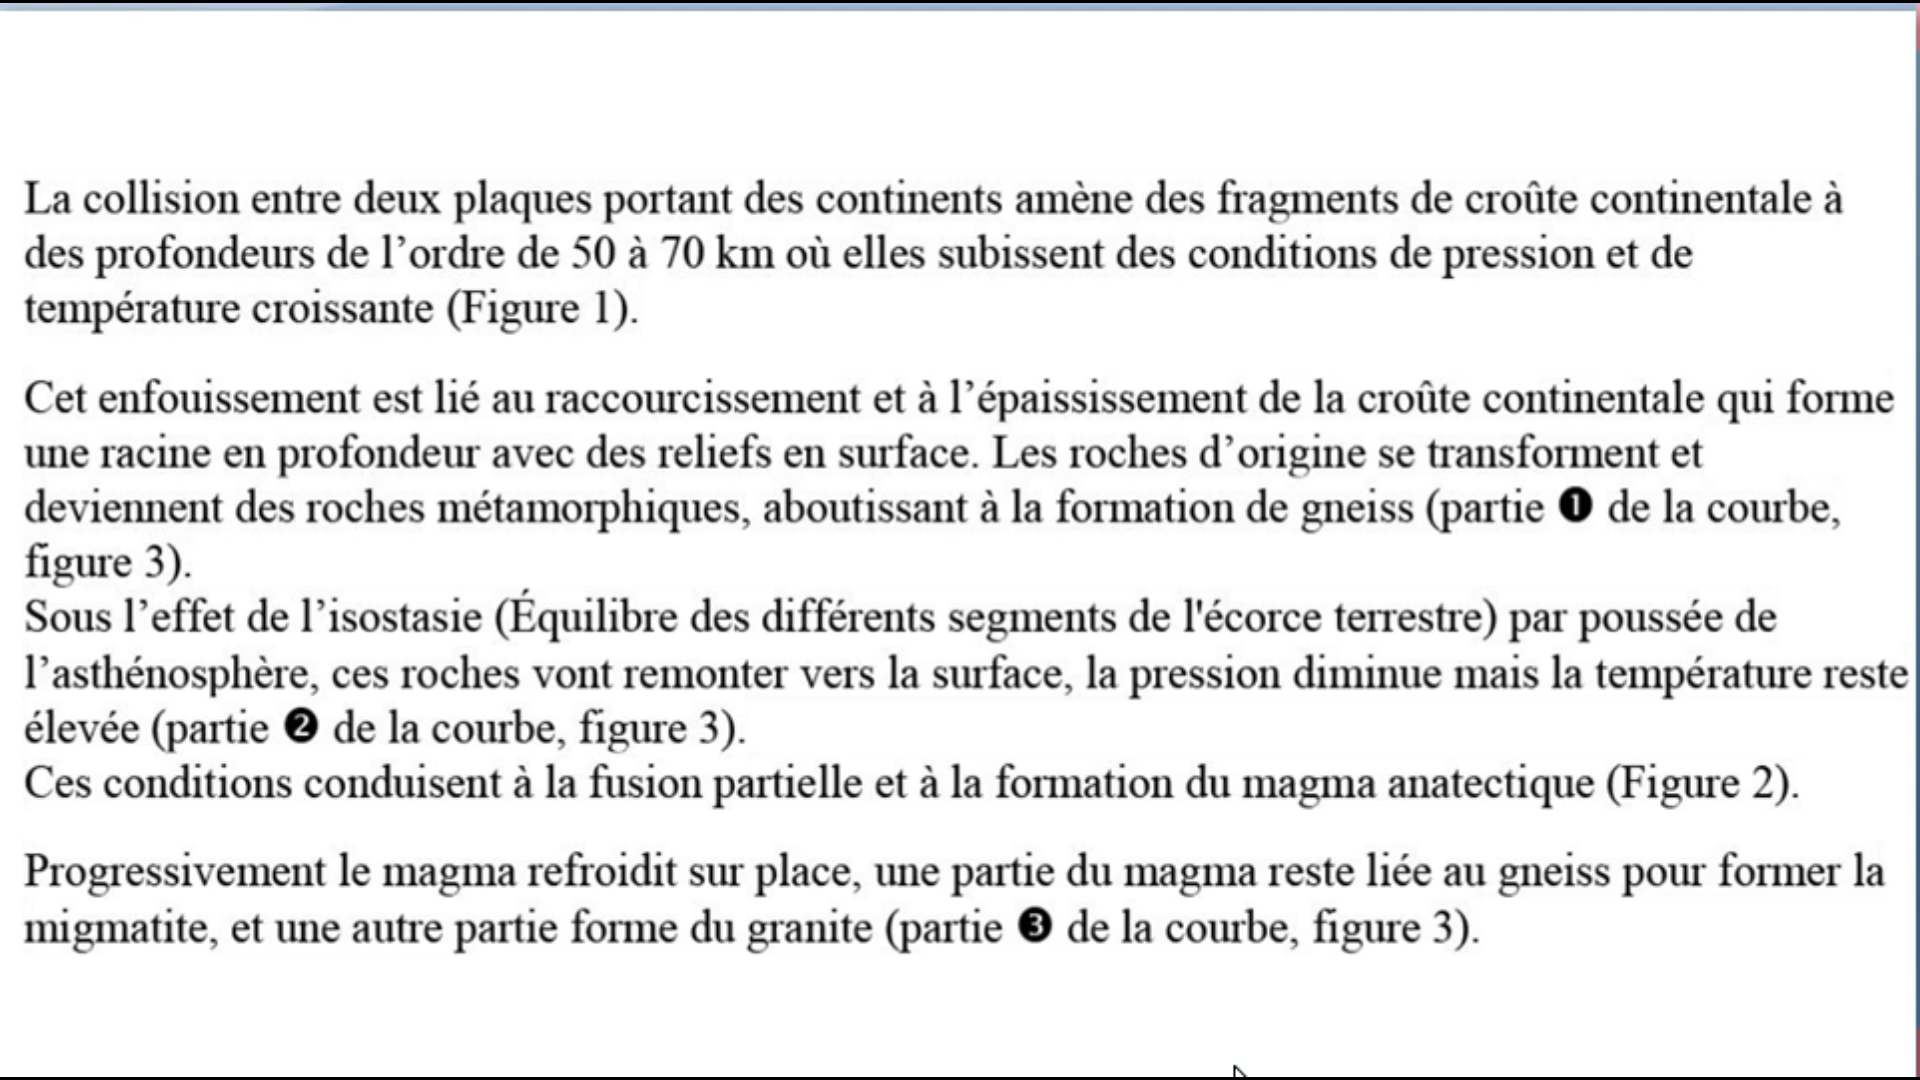 La collision entre deux plaques portant des continents amène des fragments de croûte continentale à
des profondeurs de l’ordre de 50 à 70 km où elles subissent des conditions de pression et de
température croissante (Figure 1).
Cet enfouissement est lié au raccourcissement et à l’épaississement de la croûte continentale qui forme
une racine en profondeur avec des reliefs en surface. Les roches d’origine se transforment et
deviennent des roches métamorphiques, aboutissant à la formation de gneiss (partie ❶ de la courbe,
figure 3).
Sous l’effet de l’isostasie (Équilibre des différents segments de l'écorce terrestre) par poussée de
l’asthénosphère, ces roches vont remonter vers la surface, la pression diminue mais la température reste
élevée (partie ❷ de la courbe, figure 3).
Ces conditions conduisent à la fusion partielle et à la formation du magma anatectique (Figure 2).
Progressivement le magma refroidit sur place, une partie du magma reste liée au gneiss pour former la
migmatite, et une autre partie forme du granite (partie ❸ de la courbe, figure 3).